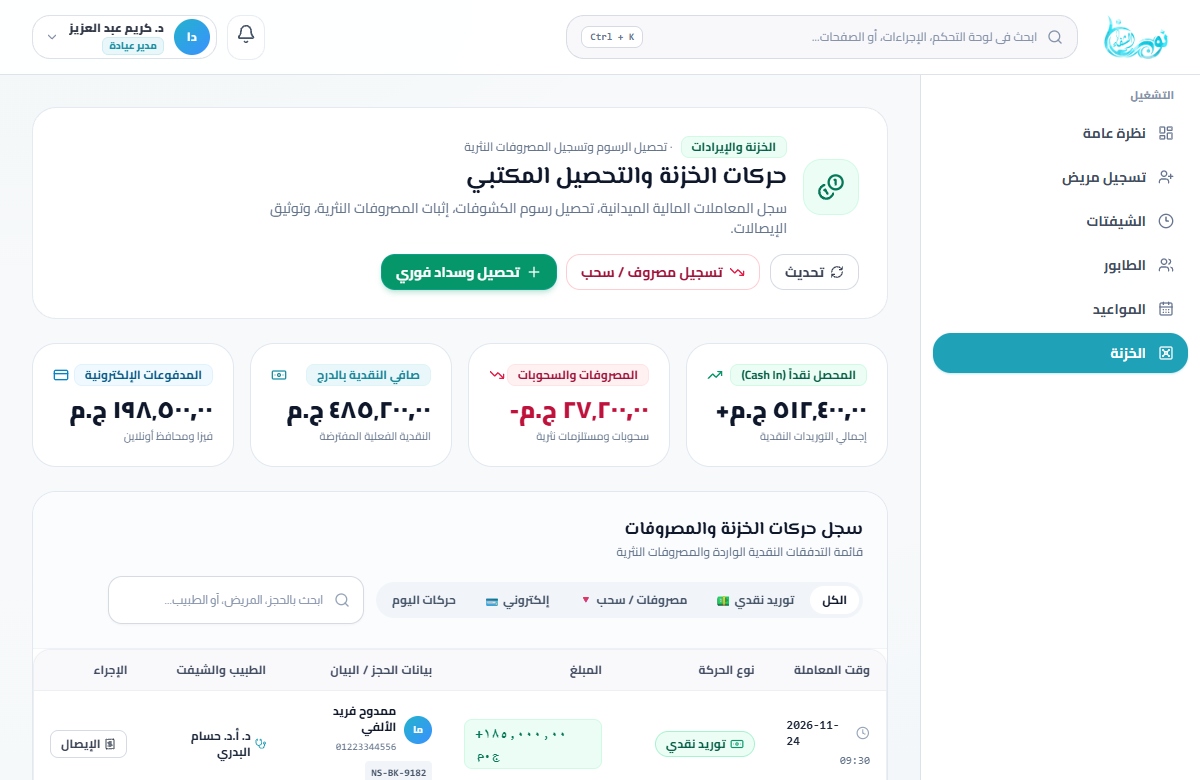 نور الشفاء
ابحث في لوحة التحكم، الإجراءات، أو الصفحات...
Ctrl + K
دا
د. كريم عبد العزيز
مدير عيادة
التشغيل
نظرة عامة
تسجيل مريض
الشيفتات
الطابور
المواعيد
الخزنة
الخزنة والإيرادات · تحصيل الرسوم وتسجيل المصروفات النثرية
حركات الخزنة والتحصيل المكتبي
سجل المعاملات المالية الميدانية، تحصيل رسوم الكشوفات، إثبات المصروفات النثرية، وتوثيق
الإيصالات.
تحديث
تسجيل مصروف / سحب
تحصيل وسداد فوري
المحصل نقداً (Cash In)
٥١٢,٤٠٠,٠٠ ج.م+
إجمالي التوريدات النقدية
المصروفات والسحوبات
٢٧,٢٠٠,٠٠ ج.م-
سحوبات ومستلزمات نثرية
صافي النقدية بالدرج
٤٨٥,٢٠٠,٠٠ ج.م
النقدية الفعلية المفترضة
المدفوعات الإلكترونية
١٩٨,٥٠٠,٠٠ ج.م
فيزا ومحافظ أونلاين
سجل حركات الخزنة والمصروفات
قائمة التدفقات النقدية الواردة والمصروفات النثرية
الكل
توريد نقدي
مصروفات / سحب
إلكتروني
حركات اليوم
ابحث بالحجز، المريض، أو الطبيب...
وقت المعاملة
نوع الحركة
المبلغ
بيانات الحجز / البيان
الطبيب والشيفت
الإجراء
2026-11-
24
09:30
توريد نقدي
+١٨٥,٠٠٠,٠٠
ج.م
ما
ممدوح فريد
الألفي
01223344556
NS-BK-9182
د. أ.د. حسام
البدري
الإيصال